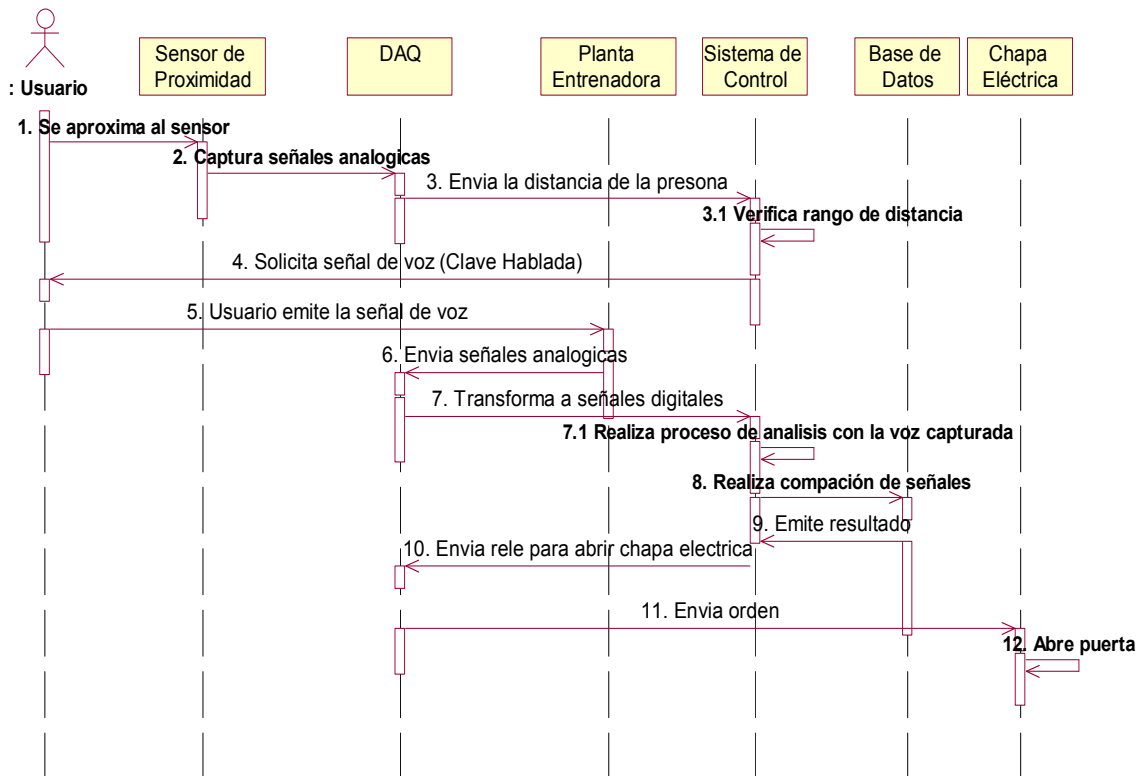 Sensor de
Proximidad
DAQ
Planta
Entrenadora
Sistema de
Control
Base de
Datos
Chapa
Eléctrica
: Usuario
1. Se aproxima al sensor
2. Captura señales analogicas
3. Envia la distancia de la presona
3.1 Verifica rango de distancia
4. Solicita señal de voz (Clave Hablada)
5. Usuario emite la señal de voz
6. Envia señales analogicas
7. Transforma a señales digitales
7.1 Realiza proceso de analisis con la voz capturada
8. Realiza compación de señales
9. Emite resultado
10. Envia rele para abrir chapa electrica
11. Envia orden
12. Abre puerta